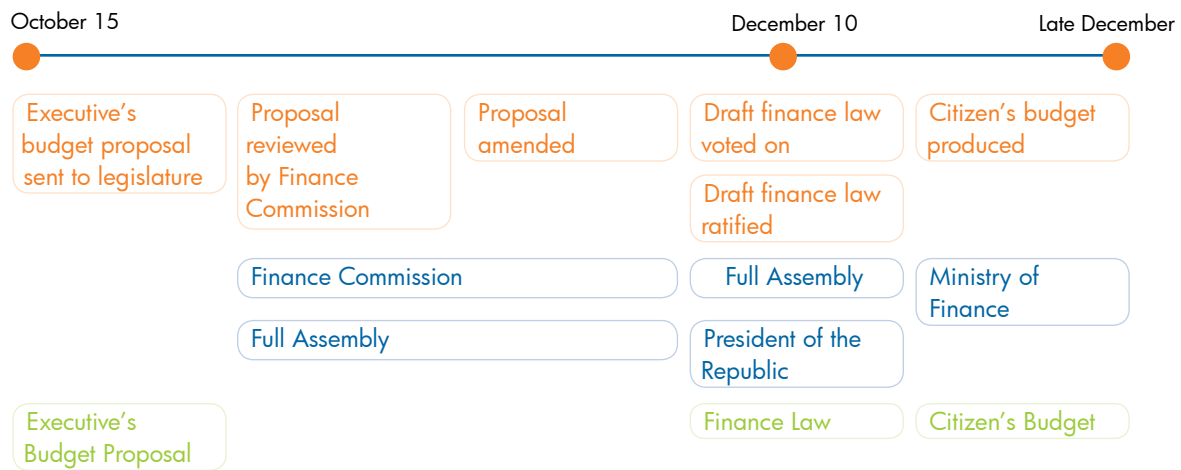 October 15
December 10
Late December
Executive's
budget proposal
sent to legislature
Proposal
reviewed
by Finance
Commission
Proposal
amended
Draft finance law
voted on
Citizen's budget
produced
Draft finance law
ratified
Finance Commission
Full Assembly
Ministry of
Finance
Full Assembly
President of the
Republic
Executive's
Budget Proposal
Finance Law
Citizen's Budget